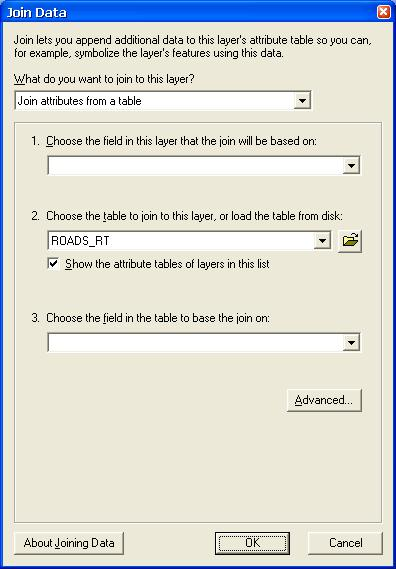 Join Data
Join lets you append additional data to this layer's attribute table so you can,
for example, symbolize the layer's features using this data.
What do you want to join to this layer?
Join attributes from a table
1. Choose the field in this layer that the join will be based on:
2. Choose the table to join to this layer, or load the table from disk:
ROADS_RT
Show the attribute tables of layers in this list
3. Choose the field in the table to base the join on:
Advanced...
About Joining Data OK Cancel